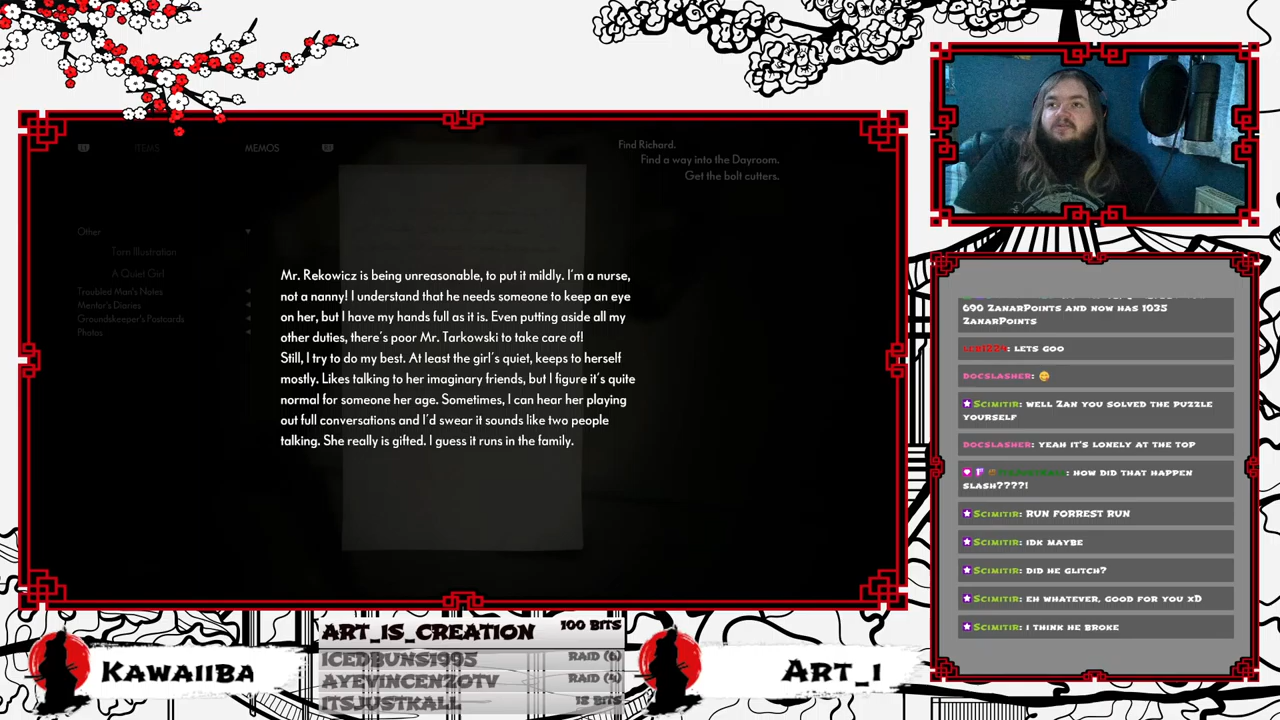 ITEMS
MEMOS
Find Richard.
Find a way into the Dayroom.
Get the bolt cutters.
Other
Torn Illustration
A Quiet Girl
Troubled Man's Notes
Mentor's Diaries
Groundskeeper's Postcards
Photos
Mr. Rekowicz is being unreasonable, to put it mildly. I'm a nurse,
not a nanny! I understand that he needs someone to keep an eye
on her, but I have my hands full as it is. Even putting aside all my
other duties, there's poor Mr. Tarkowski to take care of!
Still, I try to do my best. At least the girl's quiet, keeps to herself
mostly. Likes talking to her imaginary friends, but I figure it's quite
normal for someone her age. Sometimes, I can hear her playing
out full conversations and I'd swear it sounds like two people
talking. She really is gifted. I guess it runs in the family.
690 ZANARPOINTS AND NOW HAS 1035
ZANARPOINTS
: LETS GOO
DOCSLASHER: 😋
SCIMITIR: WELL ZAN YOU SOLVED THE PUZZLE
YOURSELF
DOCSLASHER: YEAH IT'S LONELY AT THE TOP
: HOW DID THAT HAPPEN
SLASH????!
SCIMITIR: RUN FORREST RUN
SCIMITIR: IDK MAYBE
SCIMITIR: DID HE GLITCH?
SCIMITIR: EH WHATEVER, GOOD FOR YOU XD
SCIMITIR: I THINK HE BROKE
KAWAIIBA
ART_IS_CREATION 100 BITS
ICEDBUNS1995 RAID (6)
AYEVINCENZOTV RAID (4)
ITSJUSTKALL 18 BITS
ART_I